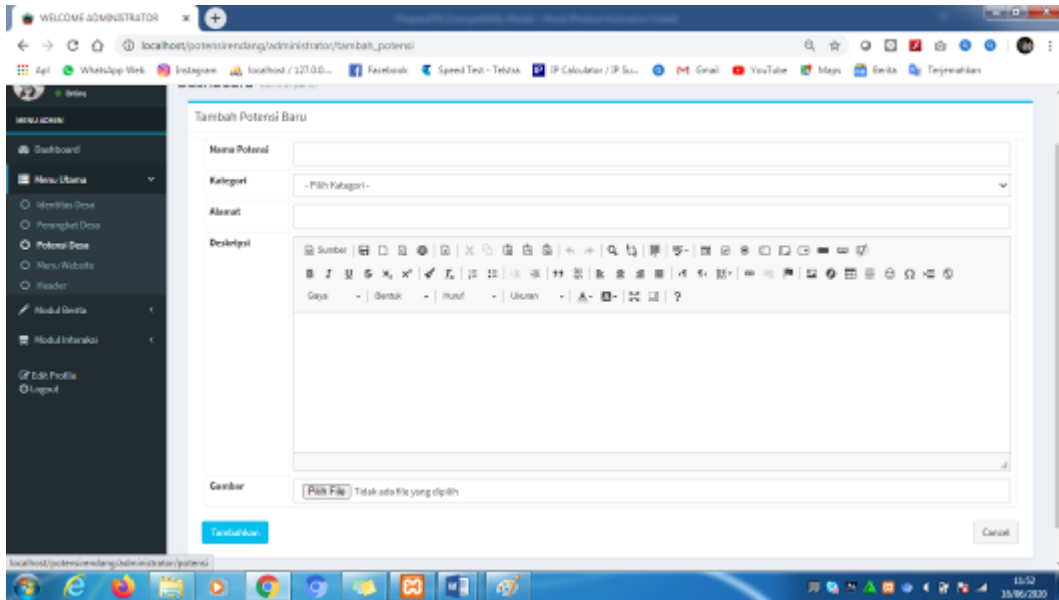 WELCOME ADMINISTRATOR
localhost/potensirendang/administrator/tambah_potensi
Apl WhatsApp Web Instagram localhost / 127.0.0... Facebook Speed Test - Telstra IP Calculator / IP Su... Gmail YouTube Maps Berita Terjemahkan
Online
MENU ADMIN
Dashboard
Menu Utama
Identitas Desa
Perangkat Desa
Potensi Desa
Menu Website
Header
Modul Berita
Modul Interaksi
Edit Profile
Logout
Tambah Potensi Baru
Nama Potensi
Kategori
- Pilih Kategori -
Alamat
Deskripsi
Sumber
B I U S
Gaya Bentuk Huruf Ukuran A ?
Gambar
Pilih File Tidak ada file yang dipilih
Tambahkan
Cancel
localhost/potensirendang/administrator/potensi
11:52
16/06/2020